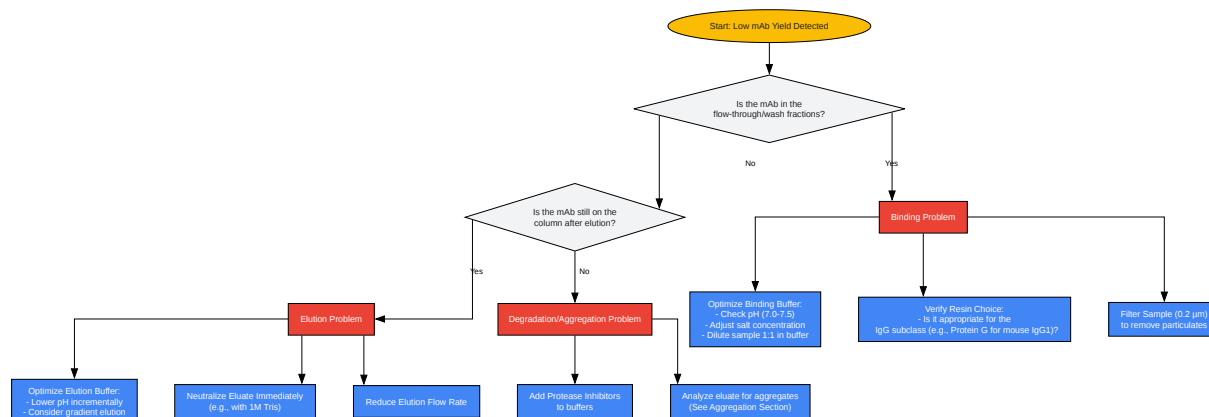 Start: Low mAb Yield Detected
Is the mAb in the
flow-through/wash fractions?
No
Yes
Is the mAb still on the
column after elution?
Binding Problem
Yes
No
Optimize Binding Buffer:
- Check pH (7.0-7.5)
- Adjust salt concentration
- Dilute sample 1:1 in buffer
Verify Resin Choice:
- Is it appropriate for the
IgG subclass (e.g., Protein G for mouse IgG1)?
Filter Sample (0.2 µm)
to remove particulates
Elution Problem
Degradation/Aggregation Problem
Optimize Elution Buffer:
- Lower pH incrementally
- Consider gradient elution
Neutralize Eluate Immediately
(e.g., with 1M Tris)
Reduce Elution Flow Rate
Add Protease Inhibitors
to buffers
Analyze eluate for aggregates
(See Aggregation Section)